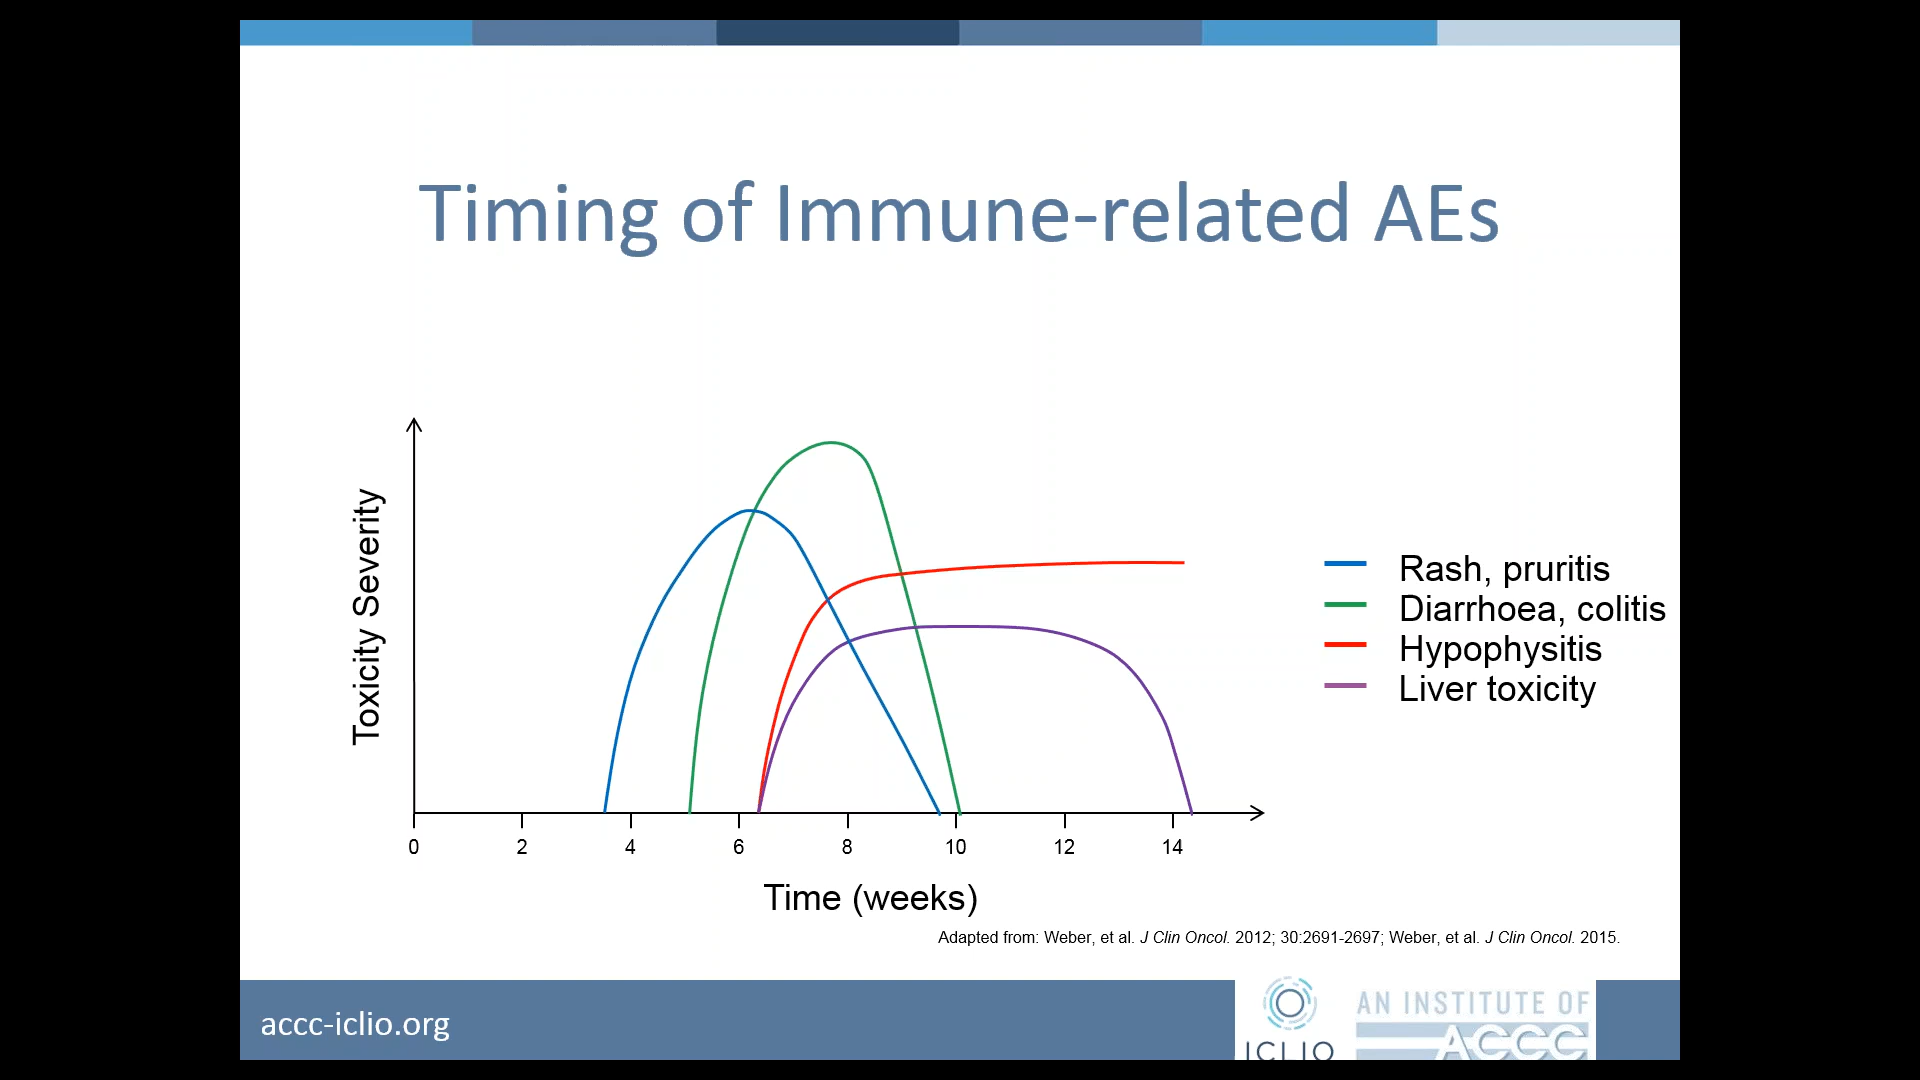 Timing of Immune-related AEs
Toxicity Severity
Rash, pruritis
Diarrhoea, colitis
Hypophysitis
Liver toxicity
0 2 4 6 8 10 12 14
Time (weeks)
Adapted from: Weber, et al. J Clin Oncol. 2012; 30:2691-2697; Weber, et al. J Clin Oncol. 2015.
accc-iclio.org
ICLIO
AN INSTITUTE OF
ACCC